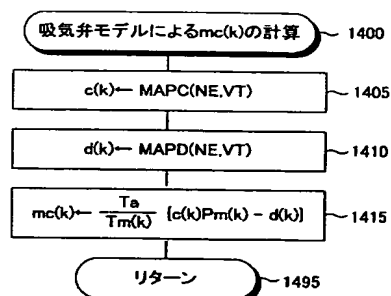 吸気弁モデルによるmc(k)の計算 1400
c(k)← MAPC(NE,VT) 1405
d(k)← MAPD(NE,VT) 1410
mc(k)← Ta/Tm(k) [c(k)Pm(k) - d(k)] 1415
リターン 1495